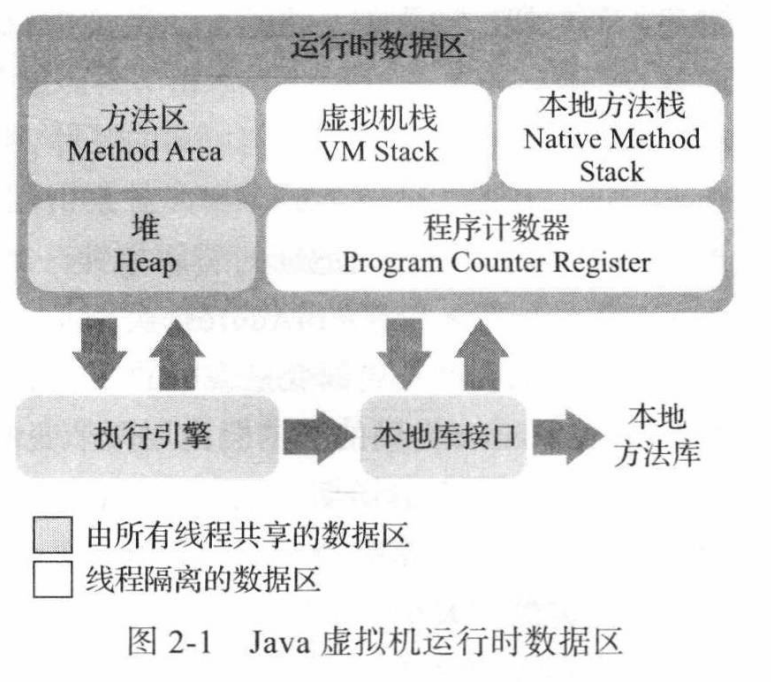 运行时数据区
方法区
Method Area
虚拟机栈
VM Stack
本地方法栈
Native Method
Stack
堆
Heap
程序计数器
Program Counter Register
执行引擎
本地库接口
本地
方法库
由所有线程共享的数据区
线程隔离的数据区
图 2-1 Java 虚拟机运行时数据区